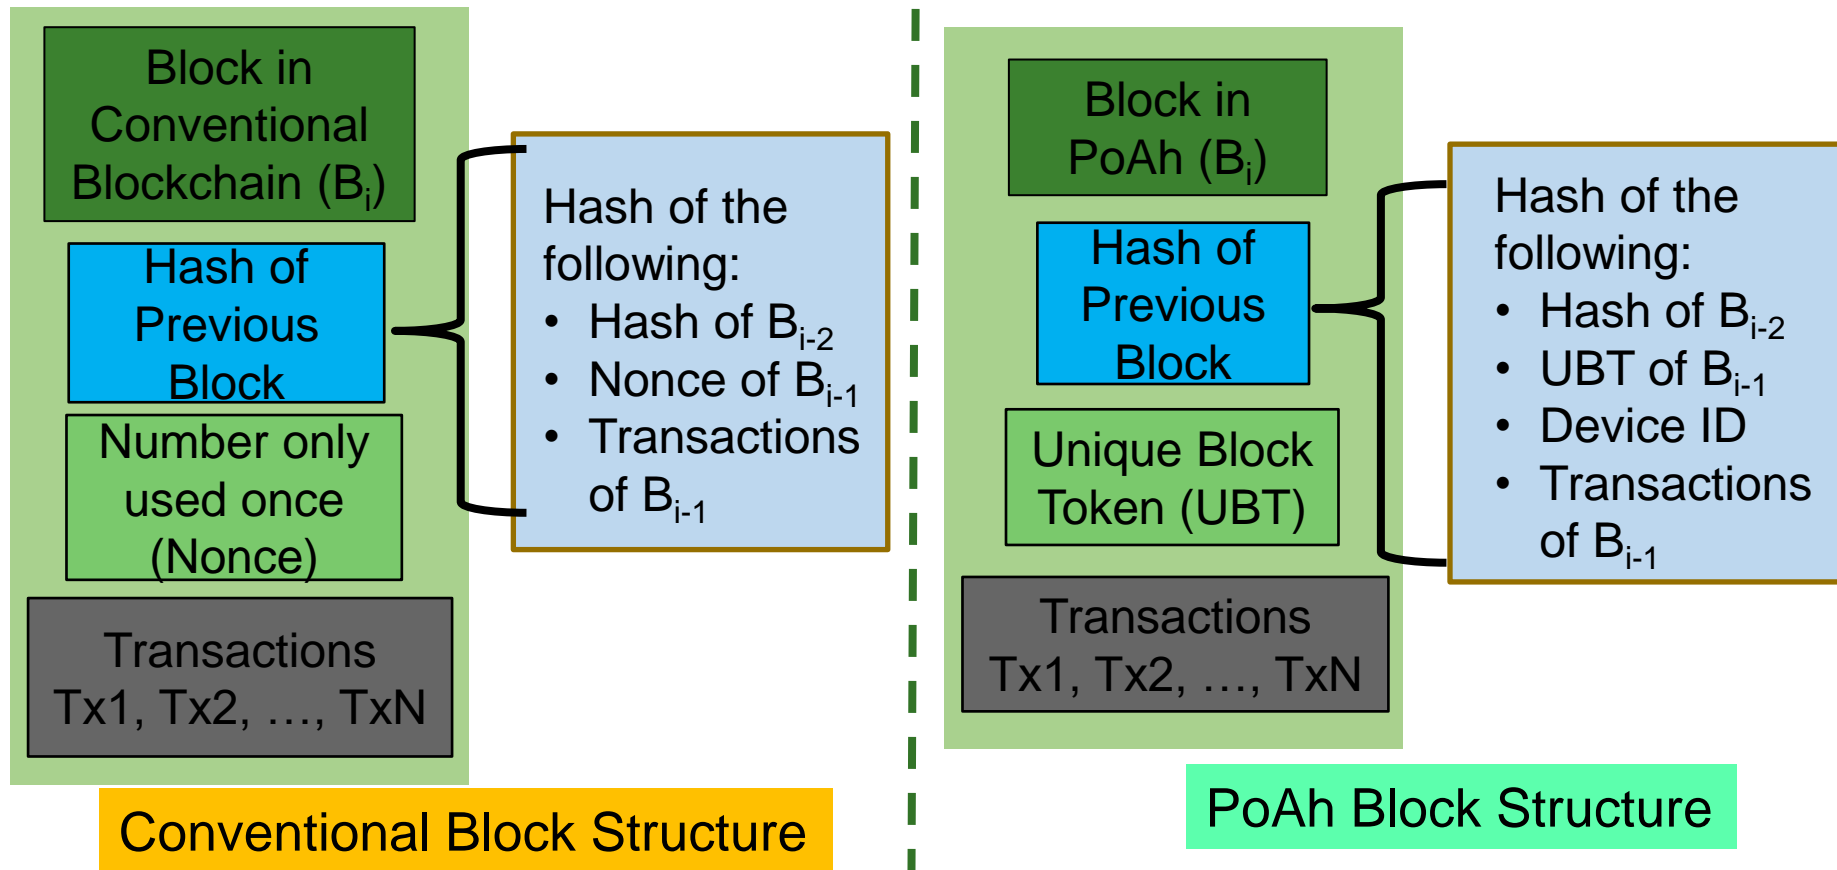 Block in
Conventional
Blockchain (Bi)
Hash of
Previous
Block
Number only
used once
(Nonce)
Transactions
Tx1, Tx2, …, TxN
Hash of the
following:
• Hash of Bi-2
• Nonce of Bi-1
• Transactions
of Bi-1
Conventional Block Structure
Block in
PoAh (Bi)
Hash of
Previous
Block
Unique Block
Token (UBT)
Transactions
Tx1, Tx2, …, TxN
Hash of the
following:
• Hash of Bi-2
• UBT of Bi-1
• Device ID
• Transactions
of Bi-1
PoAh Block Structure